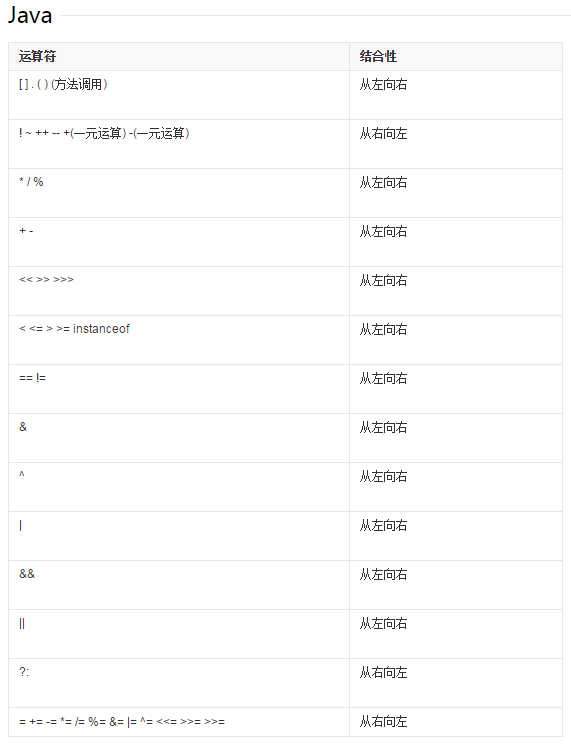 Java
运算符 结合性
[ ] . ( ) (方法调用) 从左向右
! ~ ++ -- +(一元运算) -(一元运算) 从右向左
* / % 从左向右
+ - 从左向右
<< >> >>> 从左向右
< <= > >= instanceof 从左向右
== != 从左向右
& 从左向右
^ 从左向右
| 从左向右
&& 从左向右
|| 从左向右
?: 从右向左
= += -= *= /= %= &= |= ^= <<= >>= >>= 从右向左